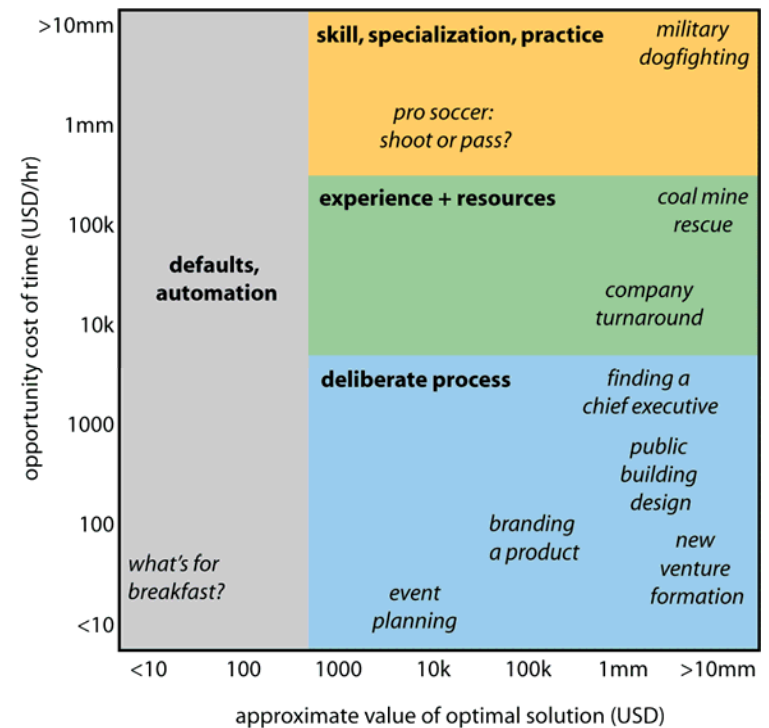 >10mm
1mm
100k
10k
1000
100
<10
opportunity cost of time (USD/hr)
skill, specialization, practice
military
dogfighting
pro soccer:
shoot or pass?
experience + resources
coal mine
rescue
company
turnaround
defaults,
automation
deliberate process
finding a
chief executive
public
building
design
branding
a product
new
venture
formation
event
planning
what's for
breakfast?
<10
100
1000
10k
100k
1mm
>10mm
approximate value of optimal solution (USD)